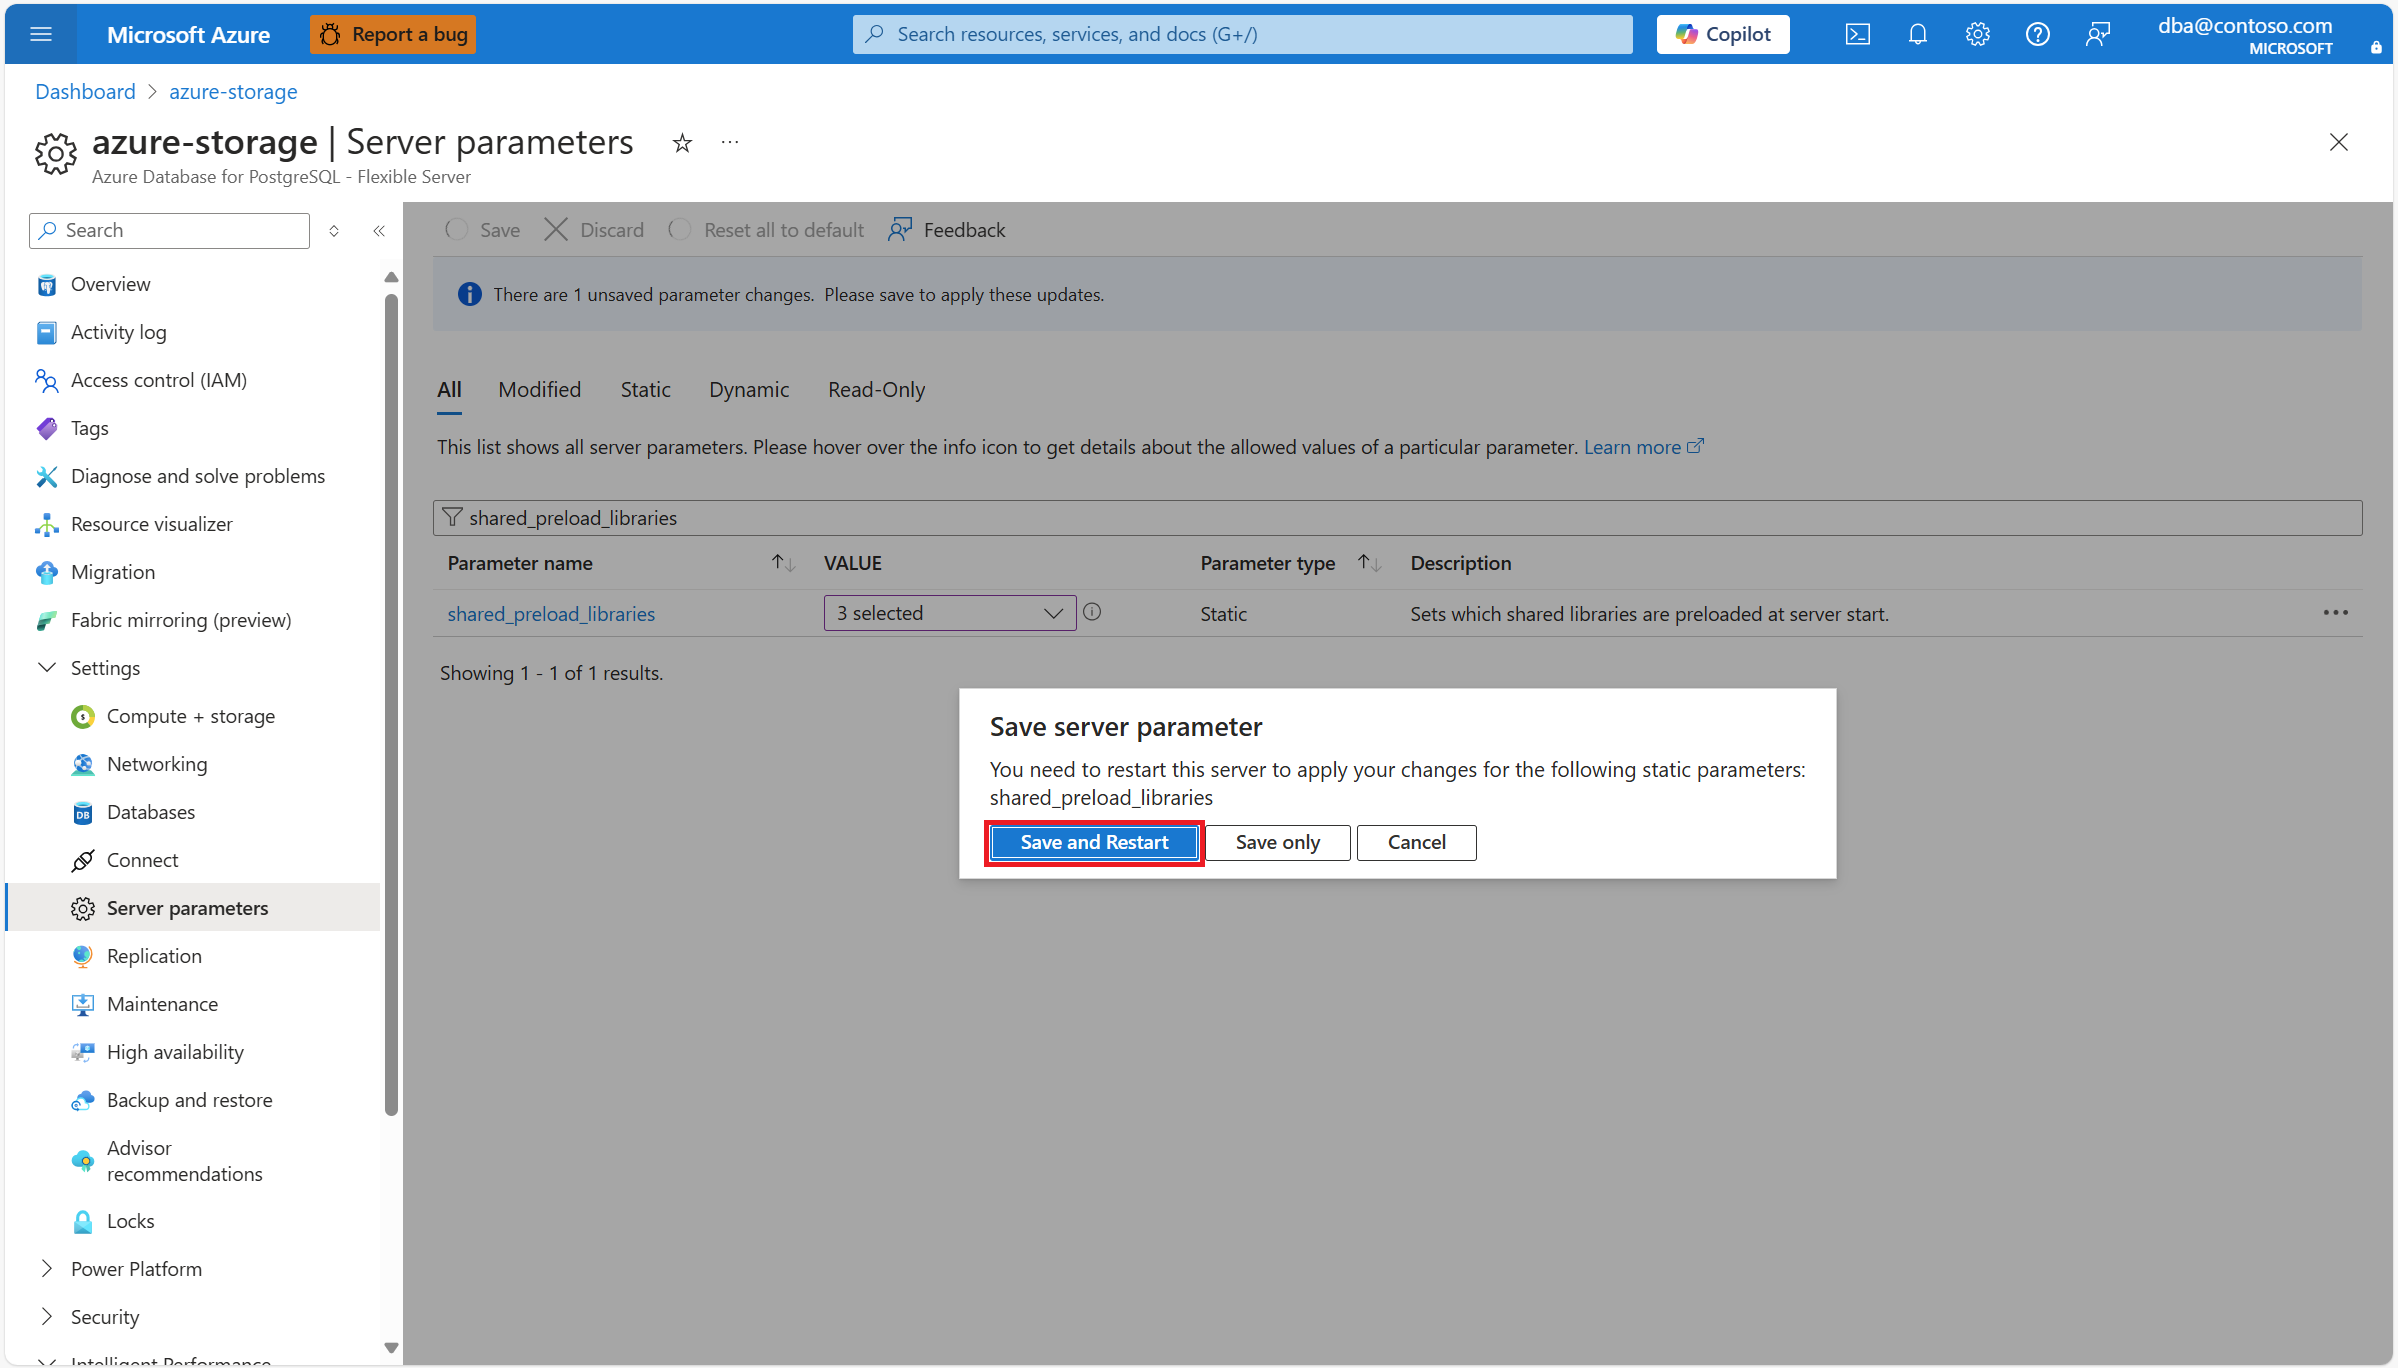 Microsoft Azure
Report a bug
Search resources, services, and docs (G+/)
Copilot
dba@contoso.com
MICROSOFT
Dashboard > azure-storage
azure-storage | Server parameters
Azure Database for PostgreSQL - Flexible Server
Search
Overview
Activity log
Access control (IAM)
Tags
Diagnose and solve problems
Resource visualizer
Migration
Fabric mirroring (preview)
Settings
Compute + storage
Networking
Databases
Connect
Server parameters
Replication
Maintenance
High availability
Backup and restore
Advisor
recommendations
Locks
Power Platform
Security
Intelligent Performance
Save Discard Reset all to default Feedback
There are 1 unsaved parameter changes. Please save to apply these updates.
All Modified Static Dynamic Read-Only
This list shows all server parameters. Please hover over the info icon to get details about the allowed values of a particular parameter. Learn more
shared_preload_libraries
Parameter name VALUE Parameter type Description
shared_preload_libraries 3 selected Static Sets which shared libraries are preloaded at server start.
Showing 1 - 1 of 1 results.
Save server parameter
You need to restart this server to apply your changes for the following static parameters:
shared_preload_libraries
Save and Restart Save only Cancel